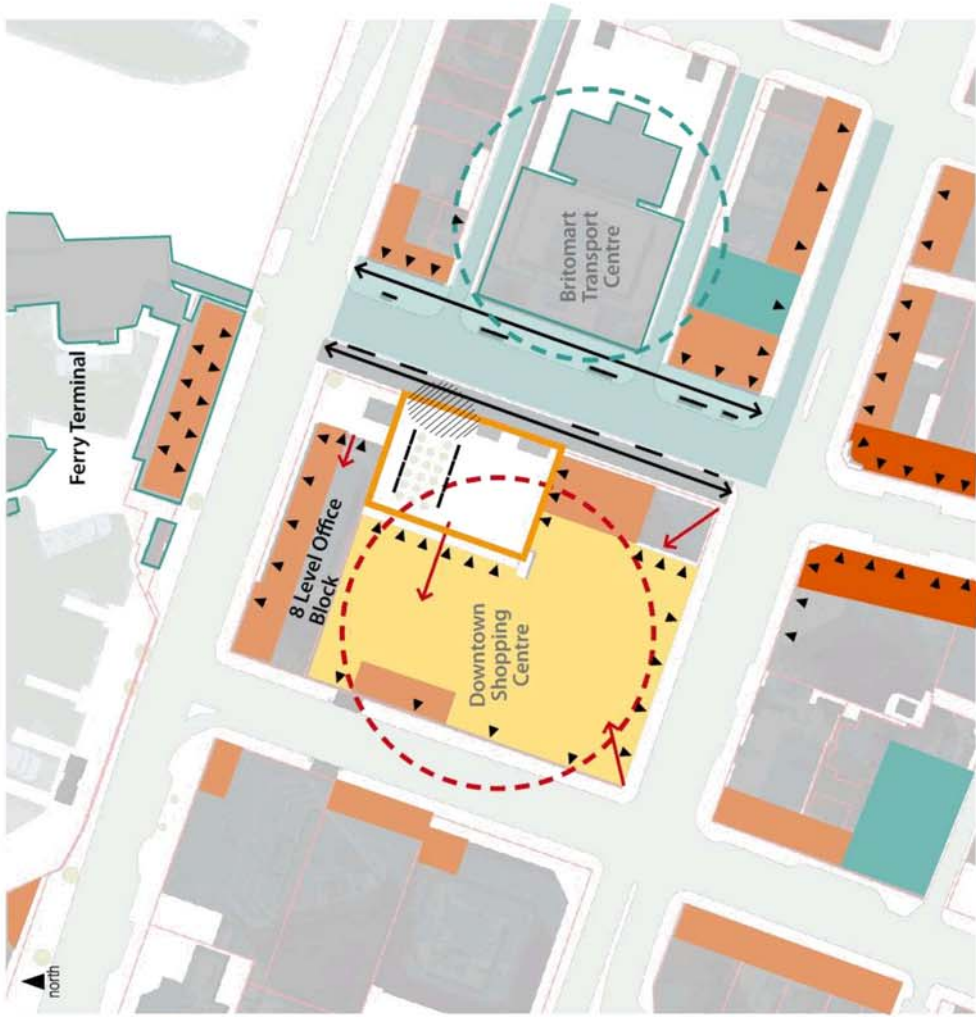 Ferry Terminal
Britomart
Transport
Centre
8 Level Office
Block
Downtown
Shopping
Centre
north